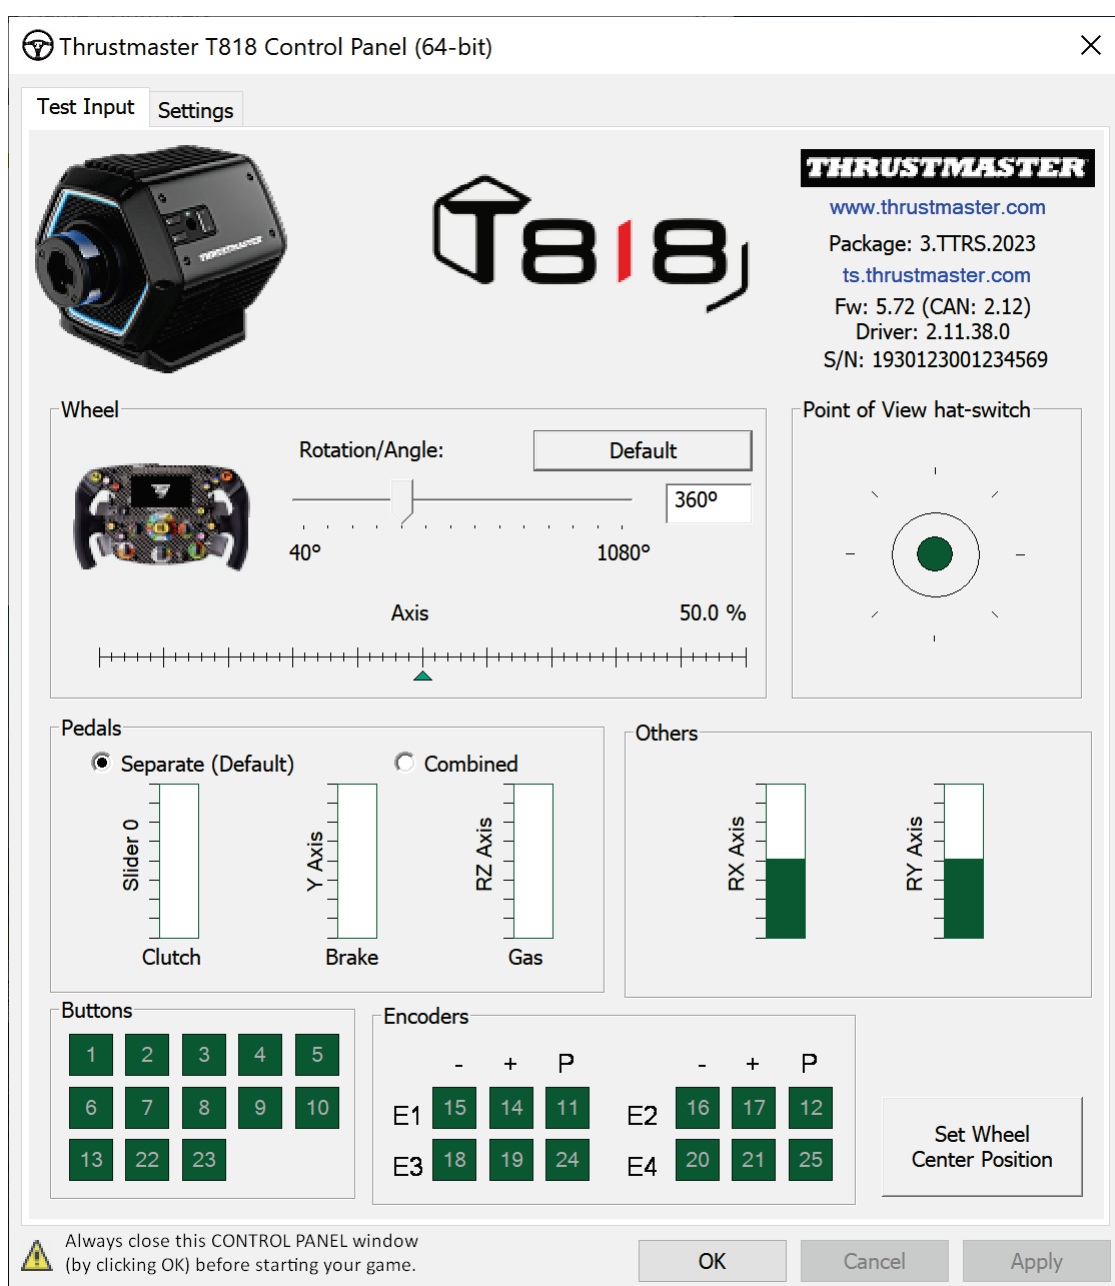 Thrustmaster T818 Control Panel (64-bit)
Test Input
Settings
THRUSTMASTER
T818
THRUSTMASTER
www.thrustmaster.com
Package: 3.TTRS.2023
ts.thrustmaster.com
Fw: 5.72 (CAN: 2.12)
Driver: 2.11.38.0
S/N: 1930123001234569
Wheel
Rotation/Angle:
Default
360º
40°
1080°
Axis
50.0 %
Point of View hat-switch
Pedals
Separate (Default)
Combined
Slider 0
Y Axis
RZ Axis
Clutch
Brake
Gas
Others
RX Axis
RY Axis
Buttons
1 2 3 4 5
6 7 8 9 10
13 22 23
Encoders
- + P - + P
E1 15 14 11 E2 16 17 12
E3 18 19 24 E4 20 21 25
Set Wheel
Center Position
Always close this CONTROL PANEL window
(by clicking OK) before starting your game.
OK
Cancel
Apply